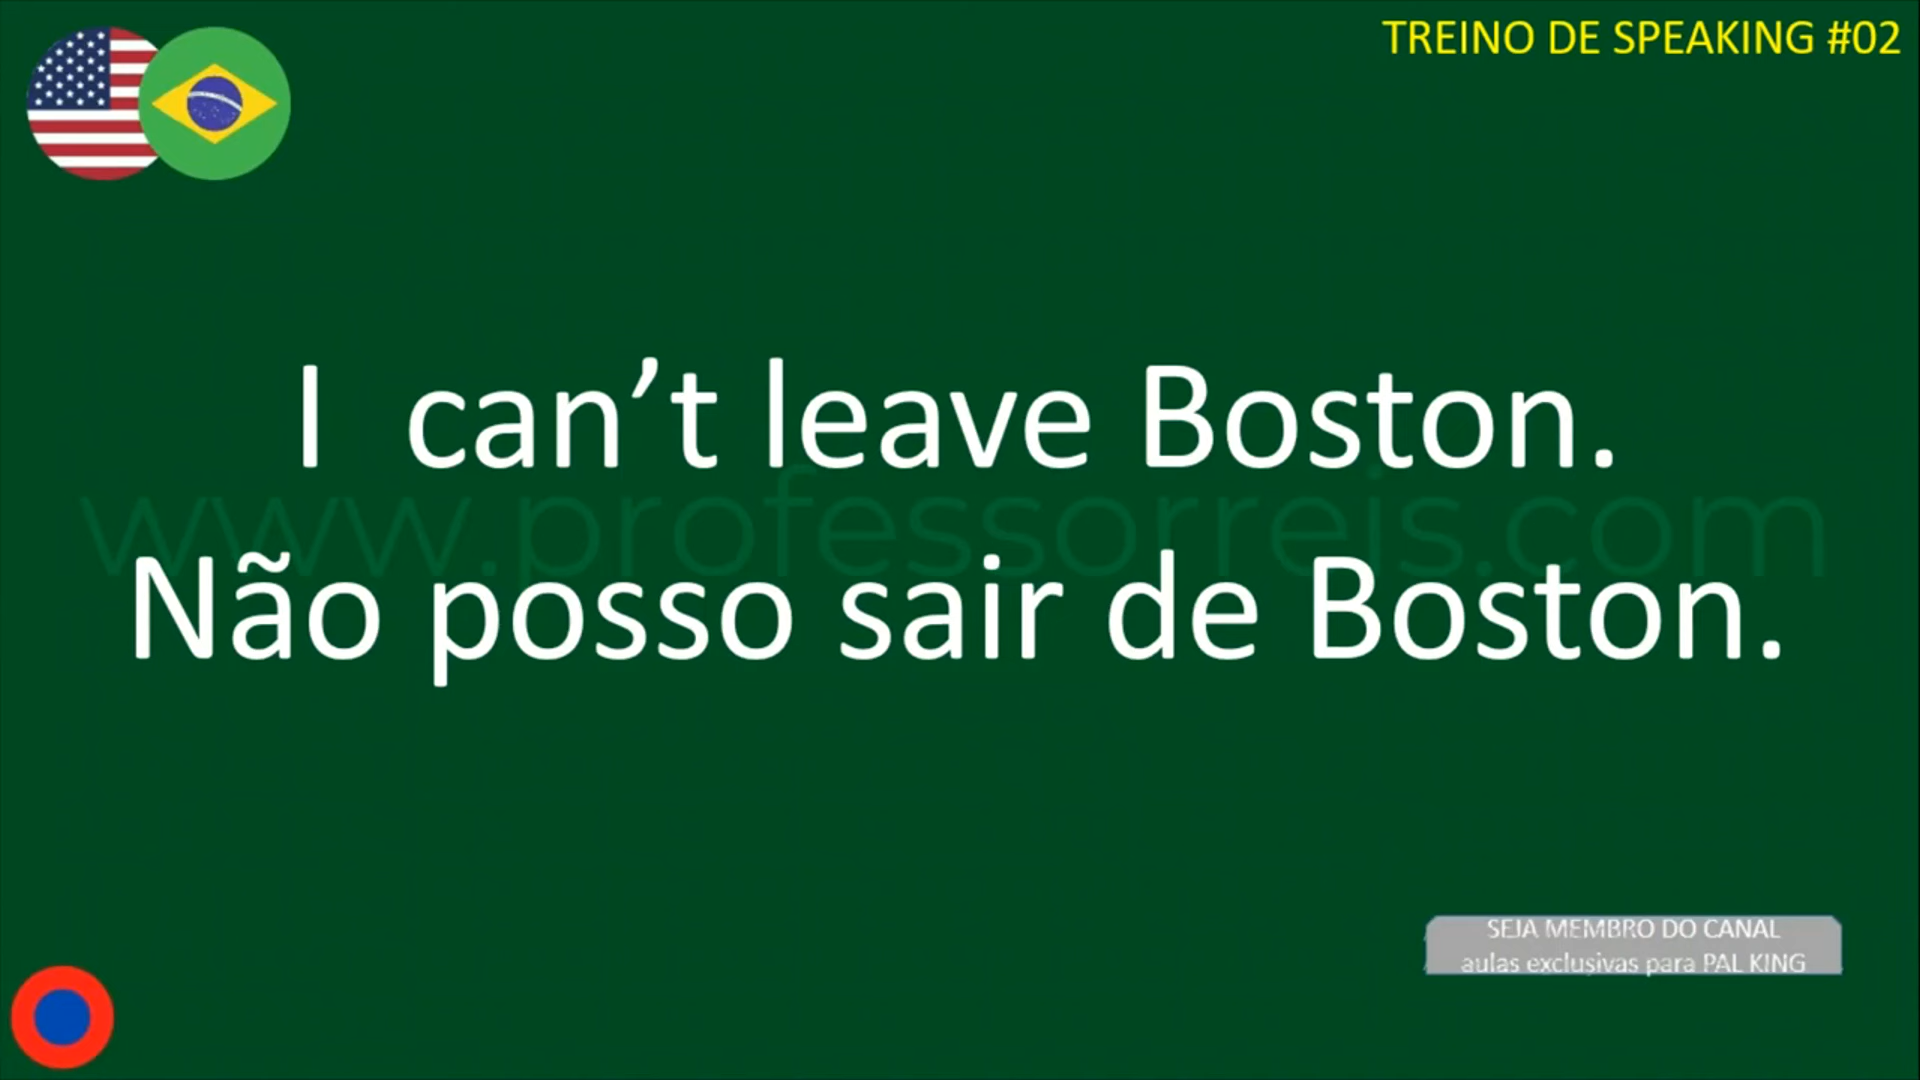 TREINO DE SPEAKING #02
I can’t leave Boston.
www.professorreis.com
Não posso sair de Boston.
SEJA MEMBRO DO CANAL
aulas exclusivas para PAL KING